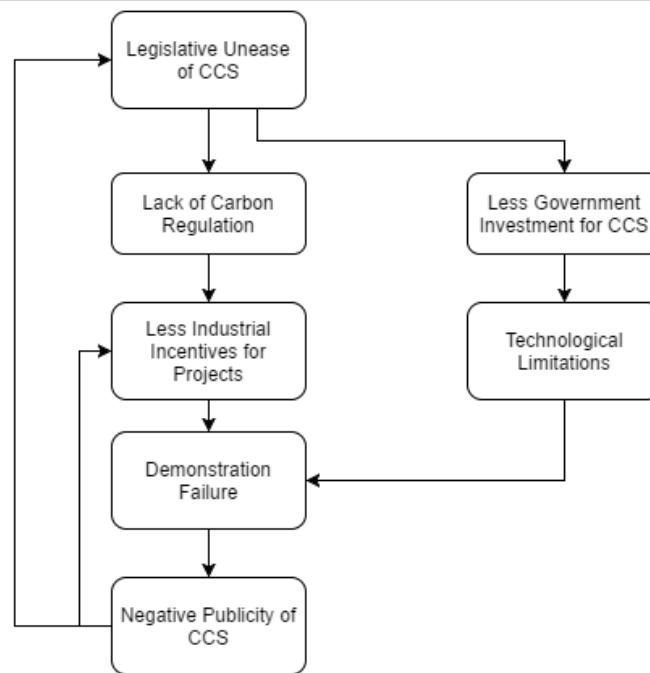 Legislative Unease
of CCS
Lack of Carbon
Regulation
Less Government
Investment for CCS
Less Industrial
Incentives for
Projects
Technological
Limitations
Demonstration
Failure
Negative Publicity of
CCS